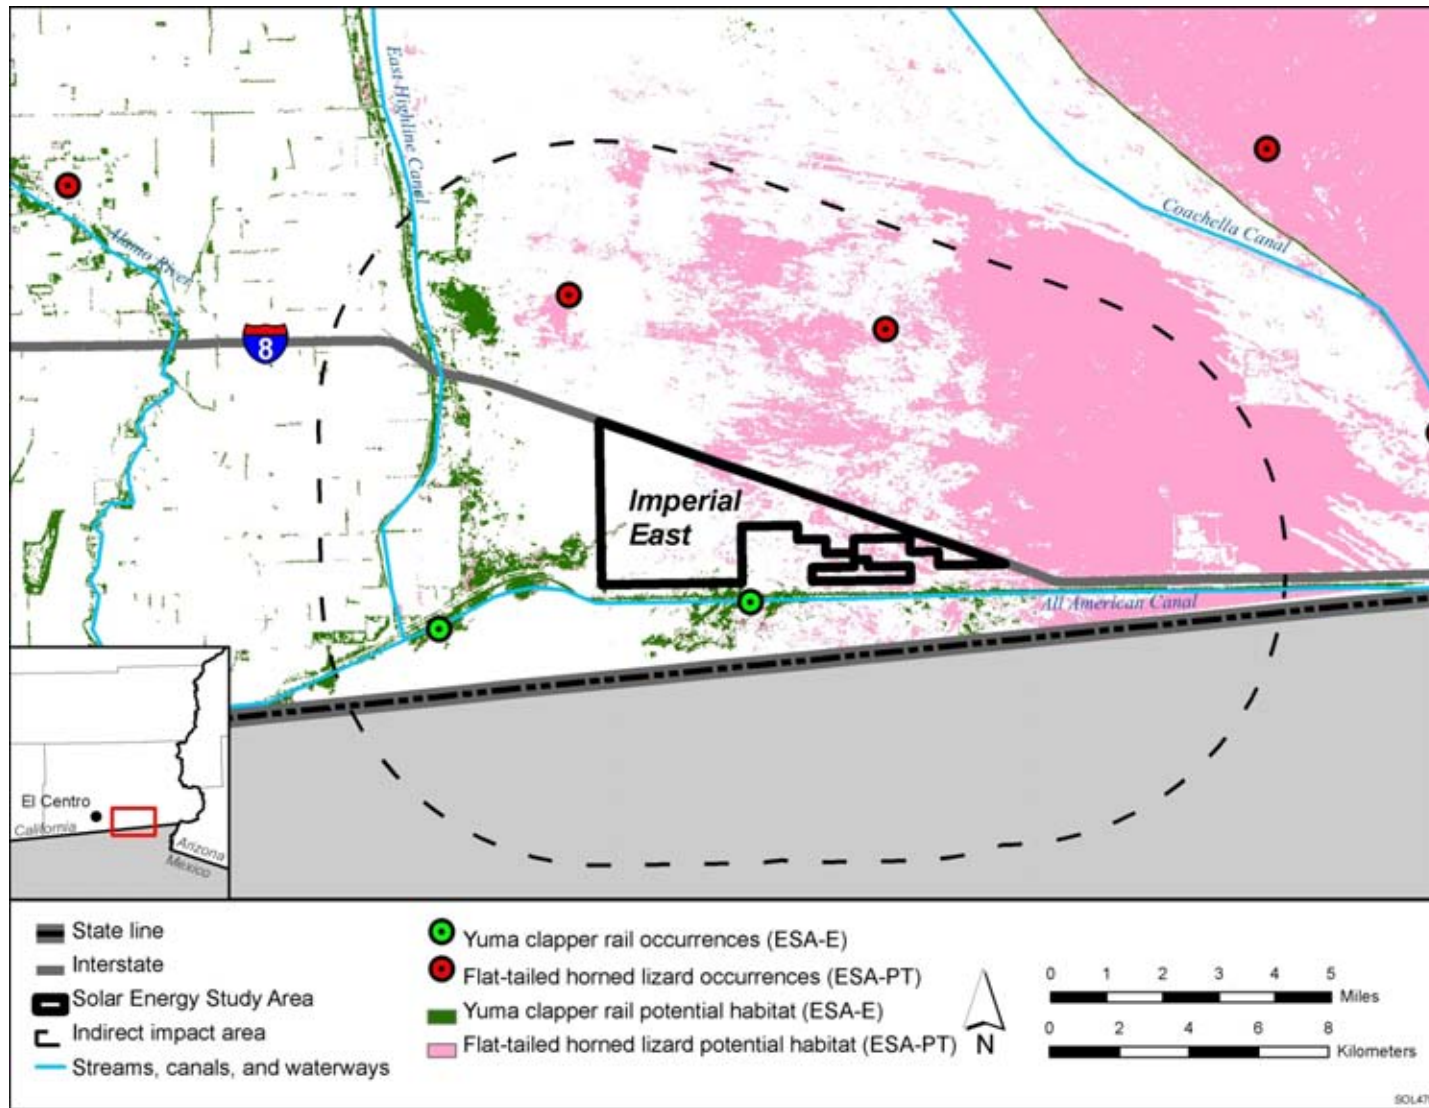 East Highline Canal
Coachella Canal
Alamo River
8
Imperial
East
All American Canal
El Centro
California
Arizona
Mexico
State line
Interstate
Solar Energy Study Area
Indirect impact area
Streams, canals, and waterways
Yuma clapper rail occurrences (ESA-E)
Flat-tailed horned lizard occurrences (ESA-PT)
Yuma clapper rail potential habitat (ESA-E)
Flat-tailed horned lizard potential habitat (ESA-PT)
N
0 1 2 3 4 5
Miles
0 2 4 6 8
Kilometers